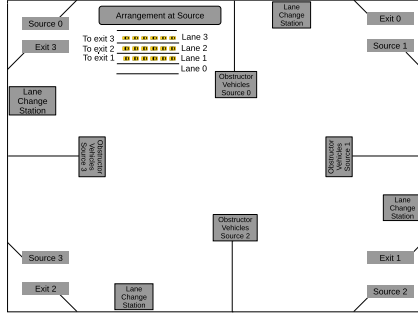 Arrangement at Source
Lane
Change
Station
Source 0
Exit 0
To exit 3
Lane 3
Exit 3
To exit 2
Lane 2
Source 1
To exit 1
Lane 1
Lane 0
Lane
Change
Station
Obstructor
Vehicles
Source 0
Obstructor
Vehicles
Source 3
Obstructor
Vehicles
Source 1
Lane
Change
Station
Obstructor
Vehicles
Source 2
Source 3
Exit 1
Exit 2
Lane
Change
Station
Source 2